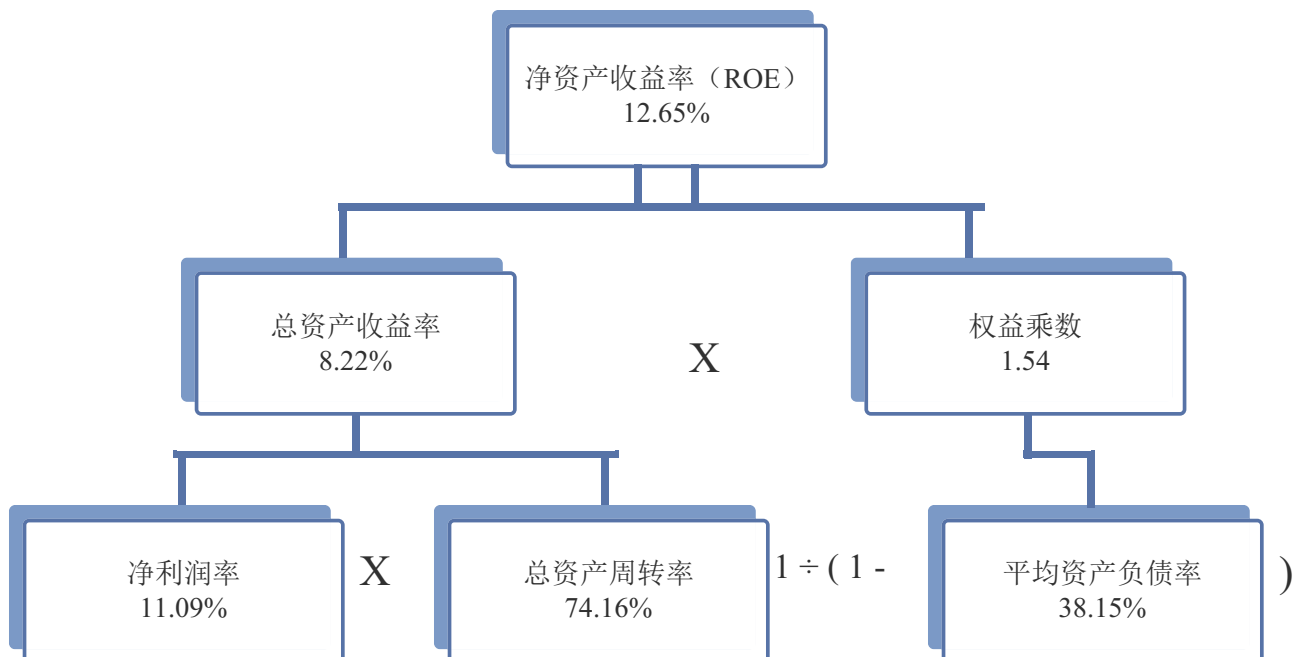 净资产收益率（ROE）
12.65%
总资产收益率
8.22%
X
权益乘数
1.54
净利润率
11.09%
X
总资产周转率
74.16%
1 ÷ ( 1 -
平均资产负债率
38.15%
)